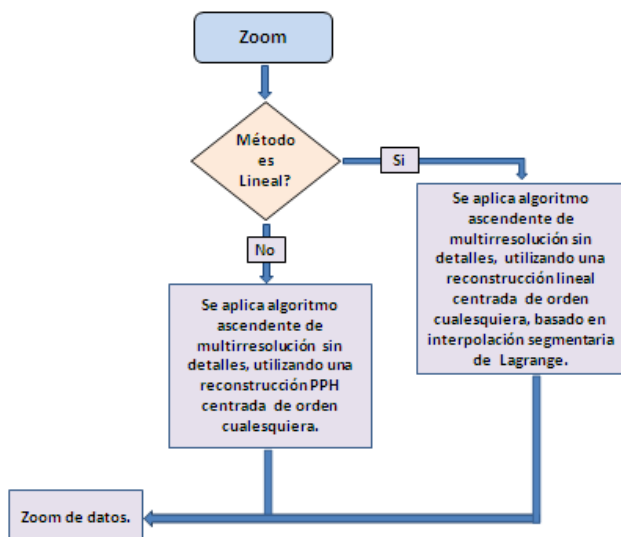 Zoom
Método
es
Lineal?
Si
No
Se aplica algoritmo
ascendente de
multirresolución sin
detalles, utilizando una
reconstrucción lineal
centrada de orden
cualesquiera, basado en
interpolación segmentaria
de Lagrange.
Se aplica algoritmo
ascendente de
multirresolución sin
detalles, utilizando una
reconstrucción PPH
centrada de orden
cualesquiera.
Zoom de datos.